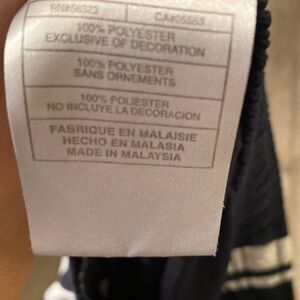 RN#56323 CA#05553
100% POLYESTER
EXCLUSIVE OF DECORATION
100% POLYESTER
SANS ORNEMENTS
100% POLIESTER
NO INCLUYE LA DECORACION
FABRIQUE EN MALAISIE
HECHO EN MALASIA
MADE IN MALAYSIA